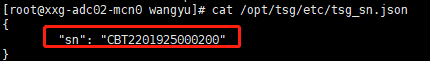 [root@xxg-adc02-mcn0 wangyu]# cat /opt/tsg/etc/tsg_sn.json
{
"sn": "CBT2201925000200"
}